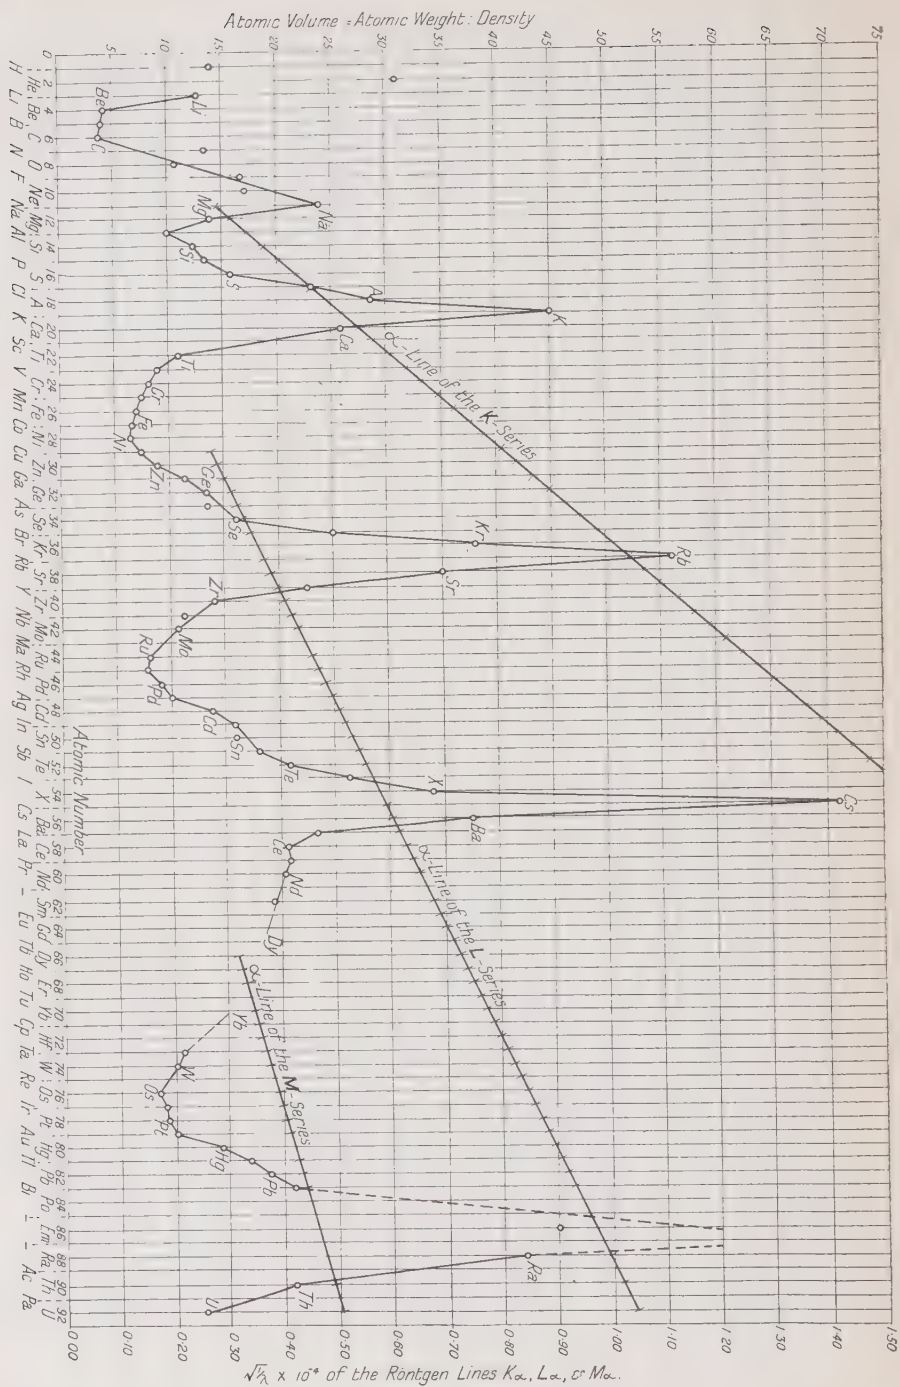 Atomic Volume = Atomic Weight : Density
5 10 15 20 25 30 35 40 45 50 55 60 65 70 75
Li
Be
C
Na
Mg
Si
S
A
K
Ca
Ti
Cr
Fe
Ni
Zn
Ge
Se
Kr
Rb
Sr
Zr
Mo
Ru
Pd
Cd
Sn
Te
X
Cs
Ba
Ce
Nd
Dy
Yb
W
Os
Pt
Hg
Pb
Ra
Th
U
α-Line of the K-Series
α-Line of the L-Series
α-Line of the M-Series
0 2 4 6 8 10 12 14 16 18 20 22 24 26 28 30 32 34 36 38 40 42 44 46 48 50 52 54 56 58 60 62 64 66 68 70 72 74 76 78 80 82 84 86 88 90 92
He Be C O Ne Mg Si S A Ca Ti Cr Fe Ni Zn Ge Se Kr Sr Zr Mo Ru Pd Cd Sn Te X Ba Ce Nd Sm Gd Dy Er Yb Hf W Os Pt Hg Pb Po Em Ra Th U
H Li B N F Na Al P Cl K Sc V Mn Co Cu Ga As Br Rb Y Nb Ma Rh Ag In Sb I Cs La Pr - Eu Tb Ho Tu Cp Ta Re Ir Au Tl Bi - - Ac Pa
Atomic Number
0·00 0·10 0·20 0·30 0·40 0·50 0·60 0·70 0·80 0·90 1·00 1·10 1·20 1·30 1·40 1·50
√1/λ × 10⁻⁴ of the Röntgen Lines Kα, Lα, or Mα.